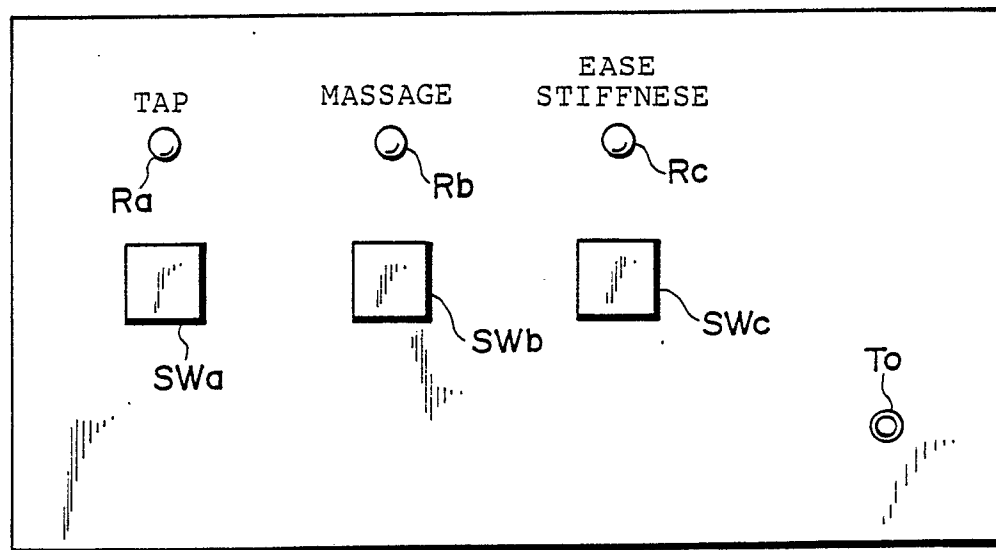 TAP
MASSAGE
EASE
STIFFNESE
Ra
Rb
Rc
SWa
SWb
SWc
To